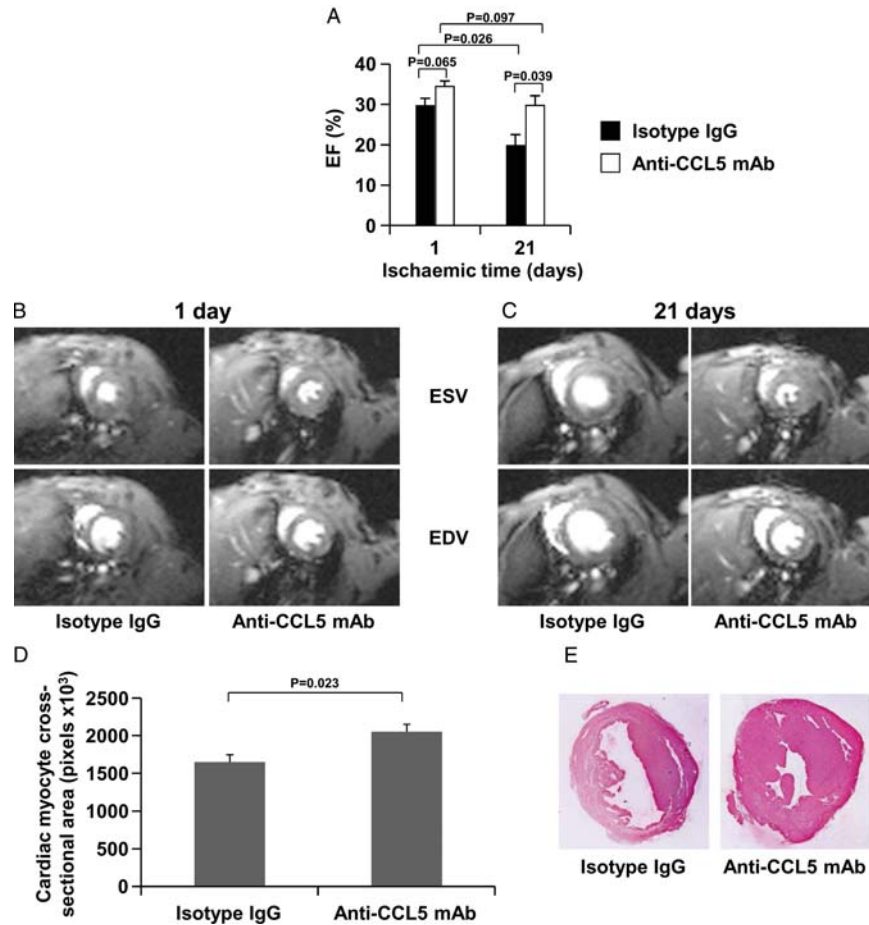 A
P=0.097
P=0.026
P=0.065
P=0.039
40
30
20
10
0
EF (%)
1
21
Ischaemic time (days)
Isotype IgG
Anti-CCL5 mAb
B
1 day
C
21 days
ESV
EDV
Isotype IgG
Anti-CCL5 mAb
Isotype IgG
Anti-CCL5 mAb
D
P=0.023
2500
2000
1500
1000
500
0
Cardiac myocyte cross-
sectional area (pixels x10³)
Isotype IgG
Anti-CCL5 mAb
E
Isotype IgG
Anti-CCL5 mAb